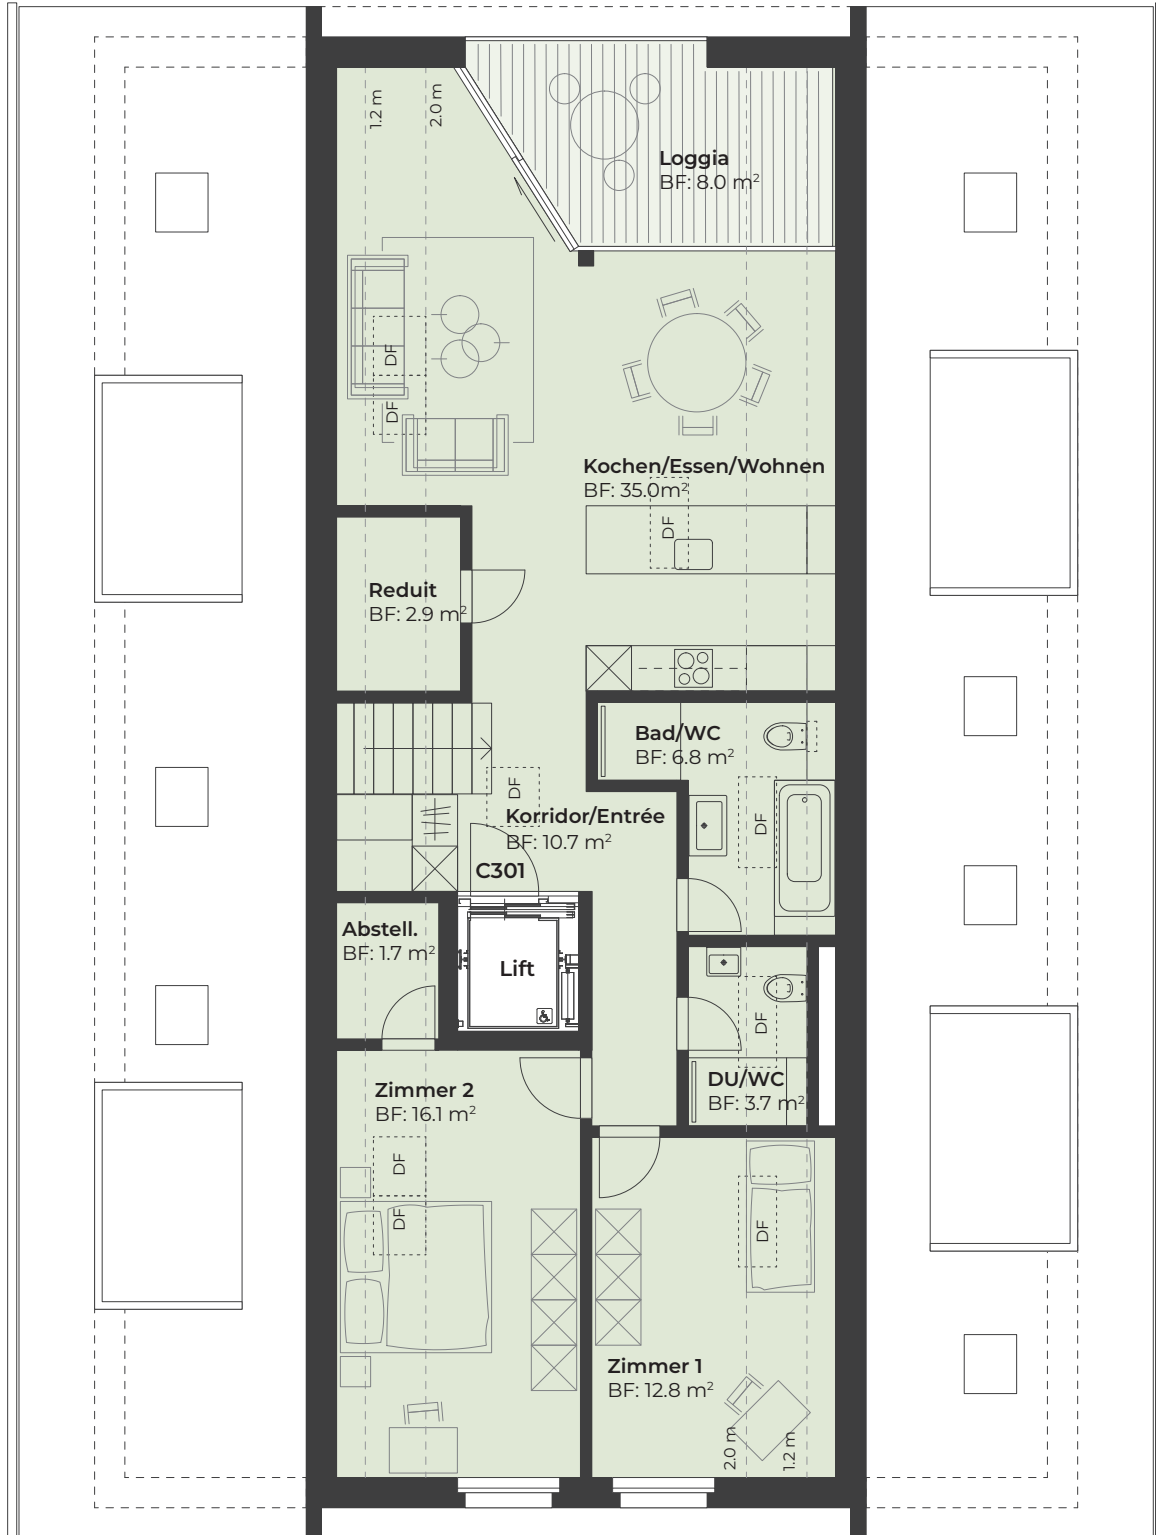 1.2 m
2.0 m
Loggia
BF: 8.0 m²
DF
DF
Kochen/Essen/Wohnen
BF: 35.0m²
DF
Reduit
BF: 2.9 m²
Bad/WC
BF: 6.8 m²
DF
Korridor/Entrée
BF: 10.7 m²
DF
C301
Abstell.
BF: 1.7 m²
Lift
DF
DU/WC
BF: 3.7 m²
Zimmer 2
BF: 16.1 m²
DF
DF
DF
Zimmer 1
BF: 12.8 m²
2.0 m
1.2 m